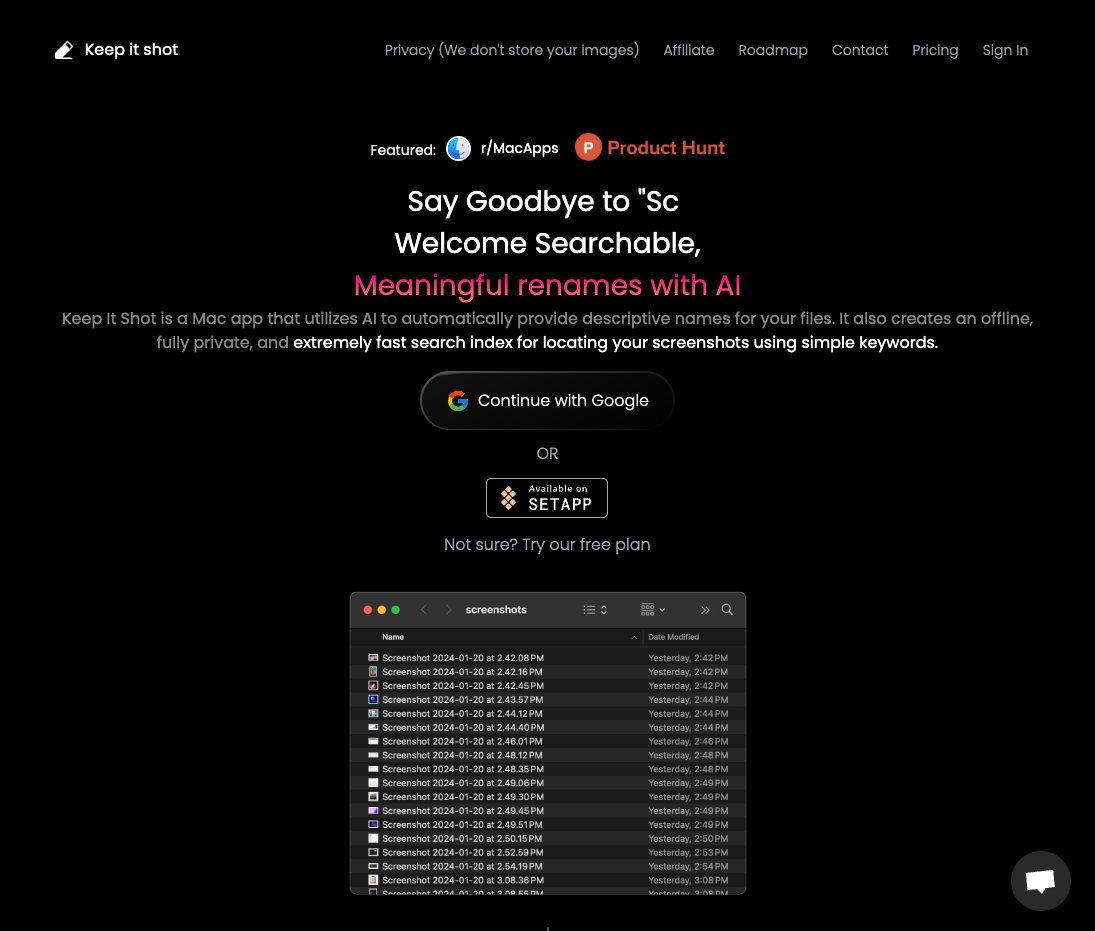 Keep it shot
Privacy (We don't store your images) Affiliate Roadmap Contact Pricing Sign In
Featured: r/MacApps P Product Hunt
Say Goodbye to "Sc
Welcome Searchable,
Meaningful renames with AI
Keep It Shot is a Mac app that utilizes AI to automatically provide descriptive names for your files. It also creates an offline,
fully private, and extremely fast search index for locating your screenshots using simple keywords.
Continue with Google
OR
Available on
SETAPP
Not sure? Try our free plan
screenshots
Name Date Modified
Screenshot 2024-01-20 at 2.42.08 PM Yesterday, 2:42 PM
Screenshot 2024-01-20 at 2.42.16 PM Yesterday, 2:42 PM
Screenshot 2024-01-20 at 2.42.45 PM Yesterday, 2:42 PM
Screenshot 2024-01-20 at 2.43.57 PM Yesterday, 2:44 PM
Screenshot 2024-01-20 at 2.44.12 PM Yesterday, 2:44 PM
Screenshot 2024-01-20 at 2.44.40 PM Yesterday, 2:44 PM
Screenshot 2024-01-20 at 2.46.01 PM Yesterday, 2:46 PM
Screenshot 2024-01-20 at 2.48.12 PM Yesterday, 2:48 PM
Screenshot 2024-01-20 at 2.48.35 PM Yesterday, 2:48 PM
Screenshot 2024-01-20 at 2.49.06 PM Yesterday, 2:49 PM
Screenshot 2024-01-20 at 2.49.30 PM Yesterday, 2:49 PM
Screenshot 2024-01-20 at 2.49.45 PM Yesterday, 2:49 PM
Screenshot 2024-01-20 at 2.49.51 PM Yesterday, 2:49 PM
Screenshot 2024-01-20 at 2.50.15 PM Yesterday, 2:50 PM
Screenshot 2024-01-20 at 2.52.59 PM Yesterday, 2:53 PM
Screenshot 2024-01-20 at 2.54.19 PM Yesterday, 2:54 PM
Screenshot 2024-01-20 at 3.08.36 PM Yesterday, 3:08 PM
Screenshot 2024-01-20 at 3.08.55 PM Yesterday, 3:08 PM